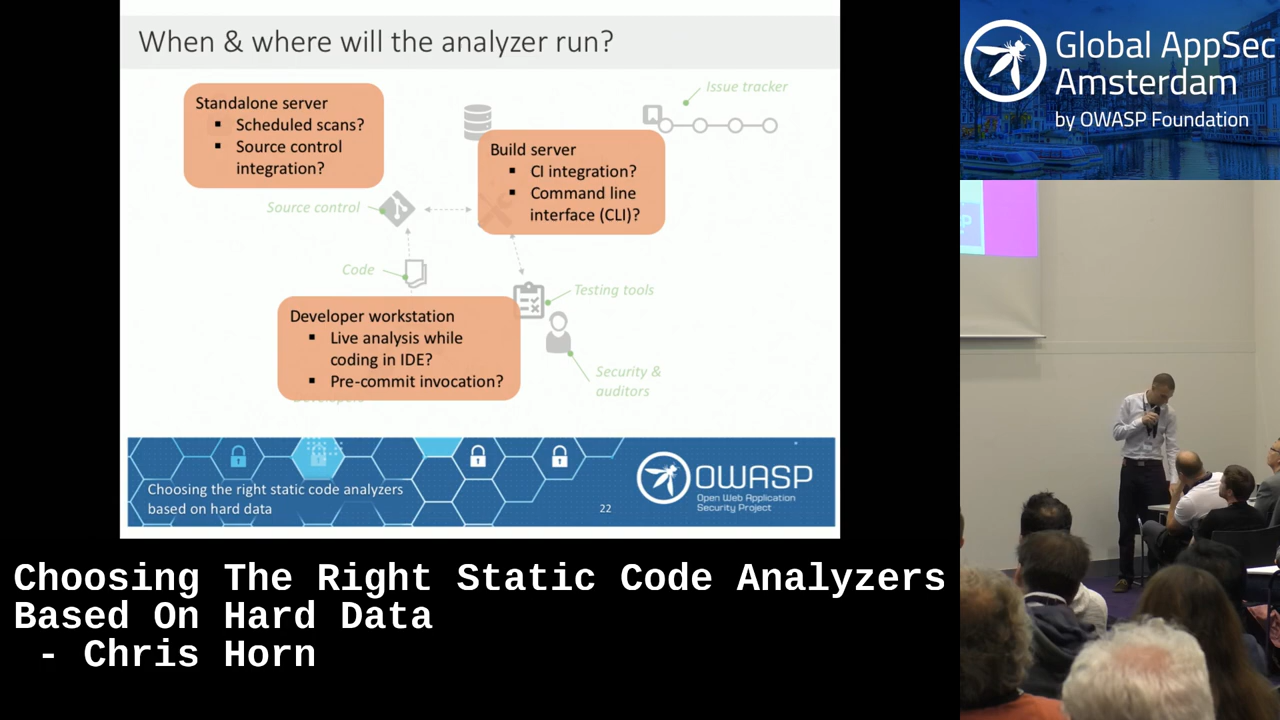 When & where will the analyzer run?
Standalone server
▪ Scheduled scans?
▪ Source control
integration?
Issue tracker
Build server
▪ CI integration?
▪ Command line
interface (CLI)?
Source control
Code
Testing tools
Developer workstation
▪ Live analysis while
coding in IDE?
▪ Pre-commit invocation?
Security &
auditors
Choosing the right static code analyzers
based on hard data
22
OWASP
Open Web Application
Security Project
Global AppSec
Amsterdam
by OWASP Foundation
Choosing The Right Static Code Analyzers
Based On Hard Data
- Chris Horn